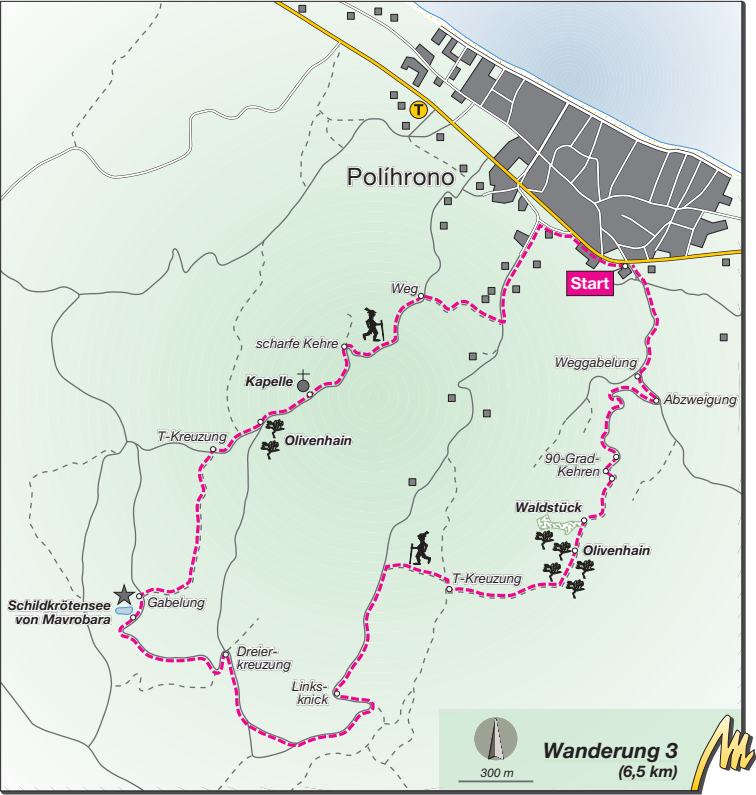 T
Políhrono
Start
Weg
scharfe Kehre
Weggabelung
Kapelle
Abzweigung
Olivenhain
T-Kreuzung
90-Grad-
Kehren
Waldstück
Olivenhain
T-Kreuzung
Gabelung
Schildkrötensee
von Mavrobara
Dreier-
kreuzung
Links-
knick
300 m
Wanderung 3
(6,5 km)